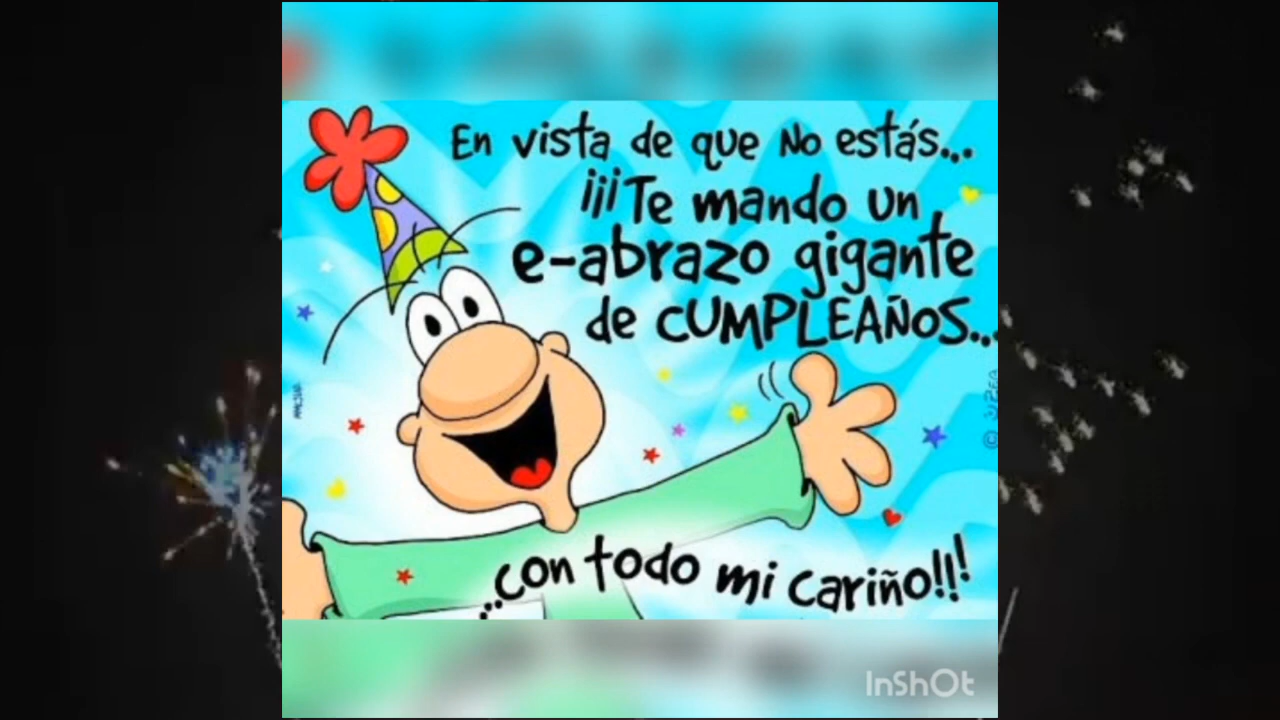 En vista de que No estás...
¡¡¡Te mando un
e-abrazo gigante
de CUMPLEAÑOS...
...con todo mi cariño!!!
InShOt